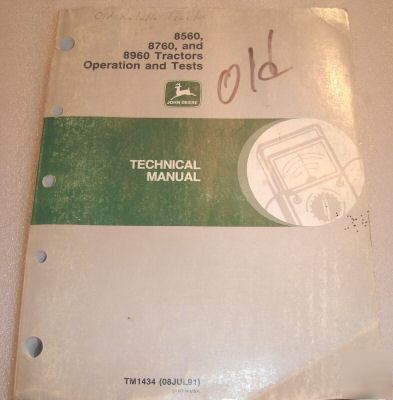 8560,
8760, and
8960 Tractors
Operation and Tests
Old
JOHN DEERE
TECHNICAL
MANUAL
TM1434 (08JUL91)